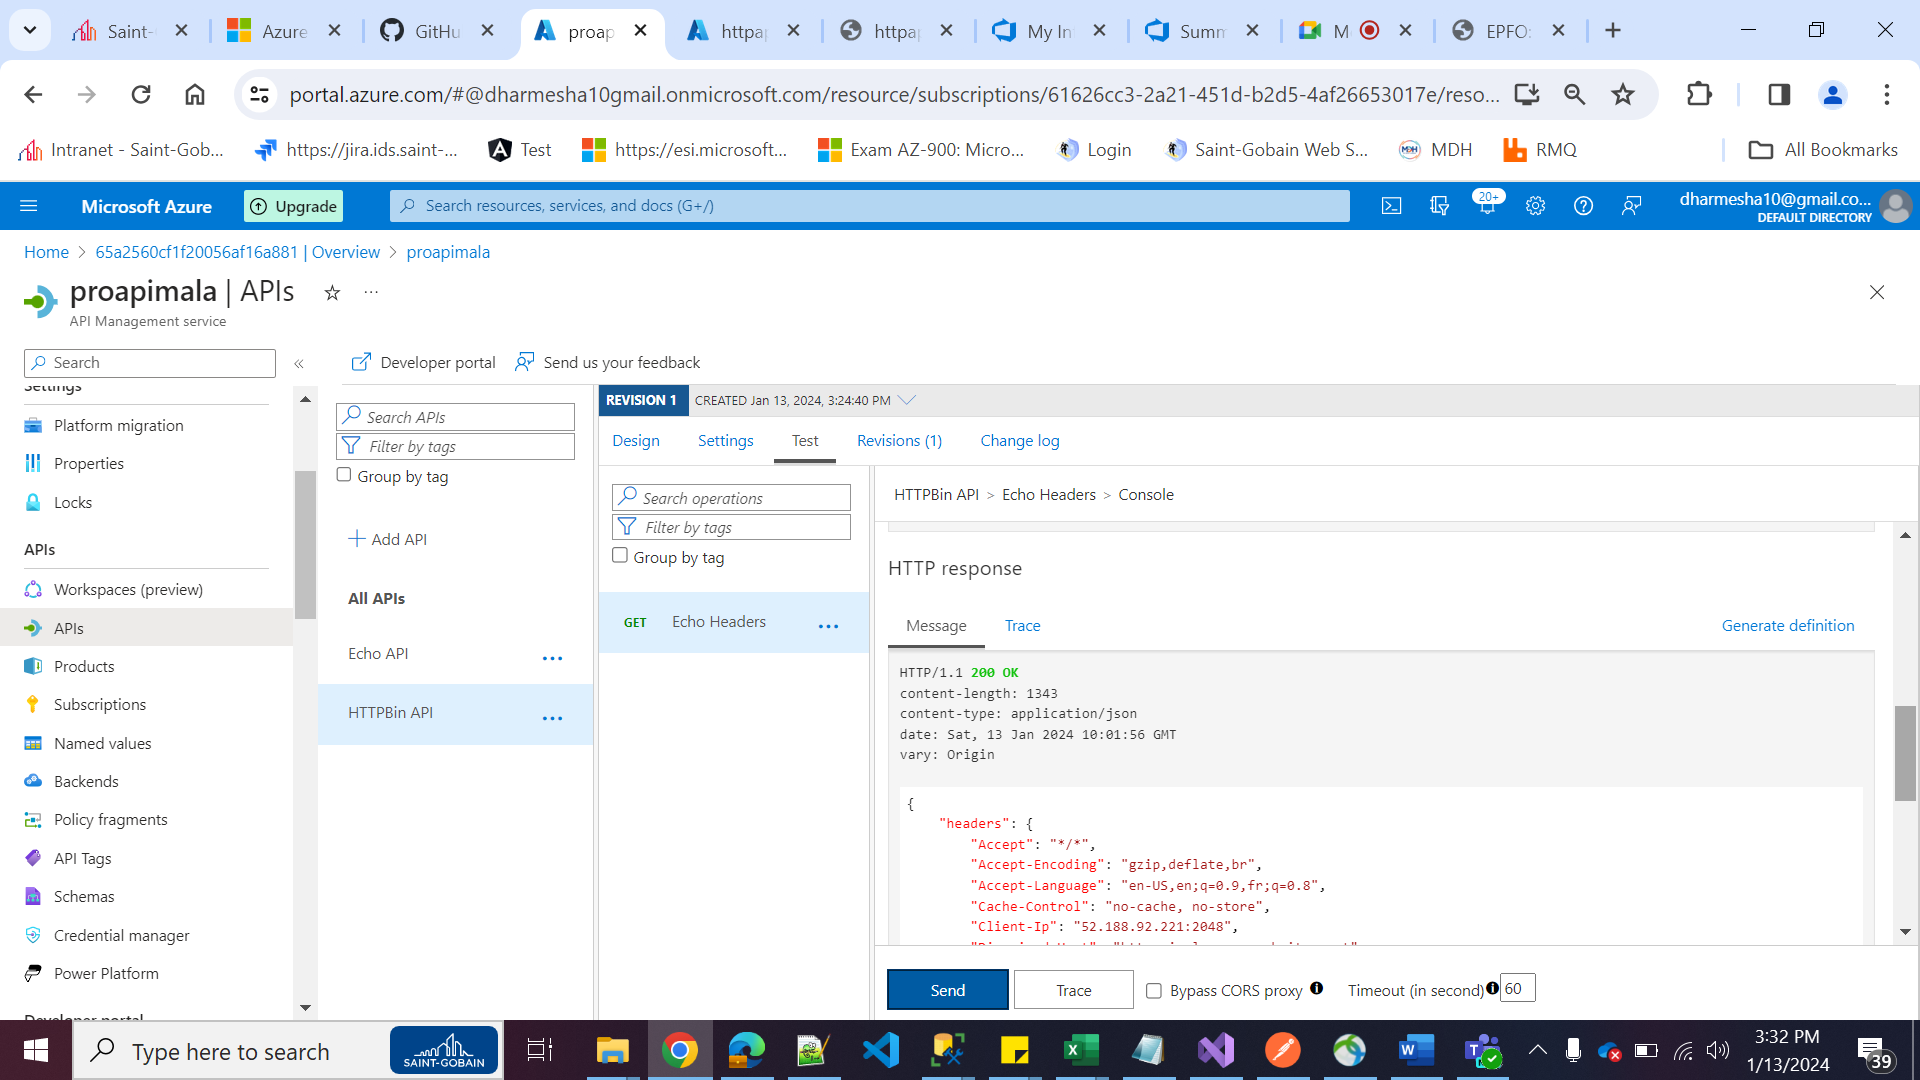 Saint-
Azure
GitHu
proap
httpa
httpa
My In
Summ
M
EPFO:
portal.azure.com/#@dharmesha10gmail.onmicrosoft.com/resource/subscriptions/61626cc3-2a21-451d-b2d5-4af26653017e/reso...
Intranet - Saint-Gob...
https://jira.ids.saint-...
Test
https://esi.microsoft...
Exam AZ-900: Micro...
Login
Saint-Gobain Web S...
MDH
RMQ
All Bookmarks
Microsoft Azure
Upgrade
Search resources, services, and docs (G+/)
20+
dharmesha10@gmail.co...
DEFAULT DIRECTORY
Home > 65a2560cf1f20056af16a881 | Overview > proapimala
proapimala | APIs
API Management service
Search
Developer portal
Send us your feedback
Settings
Platform migration
Properties
Locks
APIs
Workspaces (preview)
APIs
Products
Subscriptions
Named values
Backends
Policy fragments
API Tags
Schemas
Credential manager
Power Platform
Developer portal
Search APIs
Filter by tags
Group by tag
Add API
All APIs
Echo API
HTTPBin API
REVISION 1
CREATED Jan 13, 2024, 3:24:40 PM
Design
Settings
Test
Revisions (1)
Change log
Search operations
Filter by tags
Group by tag
GET Echo Headers
HTTPBin API > Echo Headers > Console
HTTP response
Message
Trace
Generate definition
HTTP/1.1 200 OK
content-length: 1343
content-type: application/json
date: Sat, 13 Jan 2024 10:01:56 GMT
vary: Origin
{
"headers": {
"Accept": "*/*",
"Accept-Encoding": "gzip,deflate,br",
"Accept-Language": "en-US,en;q=0.9,fr;q=0.8",
"Cache-Control": "no-cache, no-store",
"Client-Ip": "52.188.92.221:2048",
Send
Trace
Bypass CORS proxy
Timeout (in second)
60
Type here to search
SAINT-GOBAIN
3:32 PM
1/13/2024
39